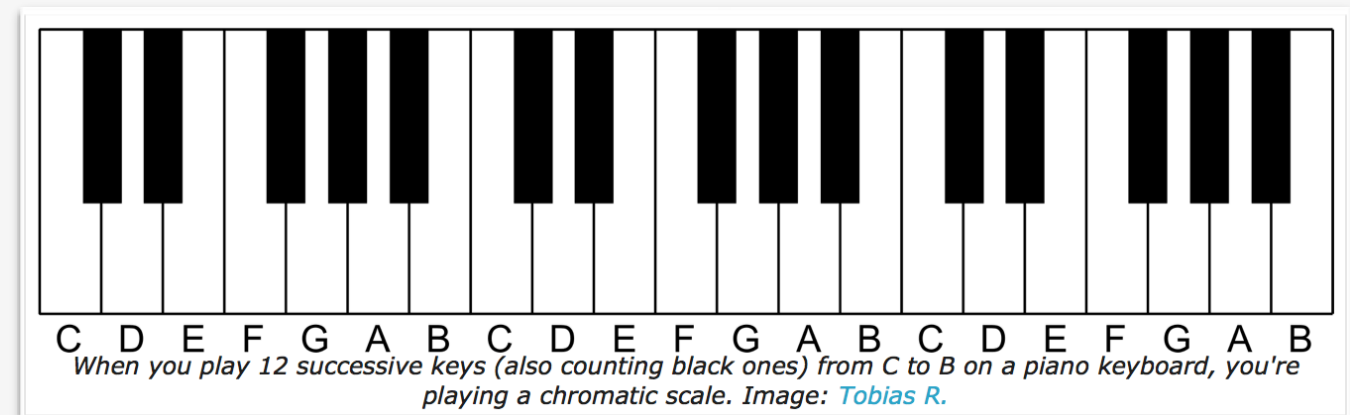 C D E F G A B C D E F G A B C D E F G A B
When you play 12 successive keys (also counting black ones) from C to B on a piano keyboard, you're
playing a chromatic scale. Image: Tobias R.